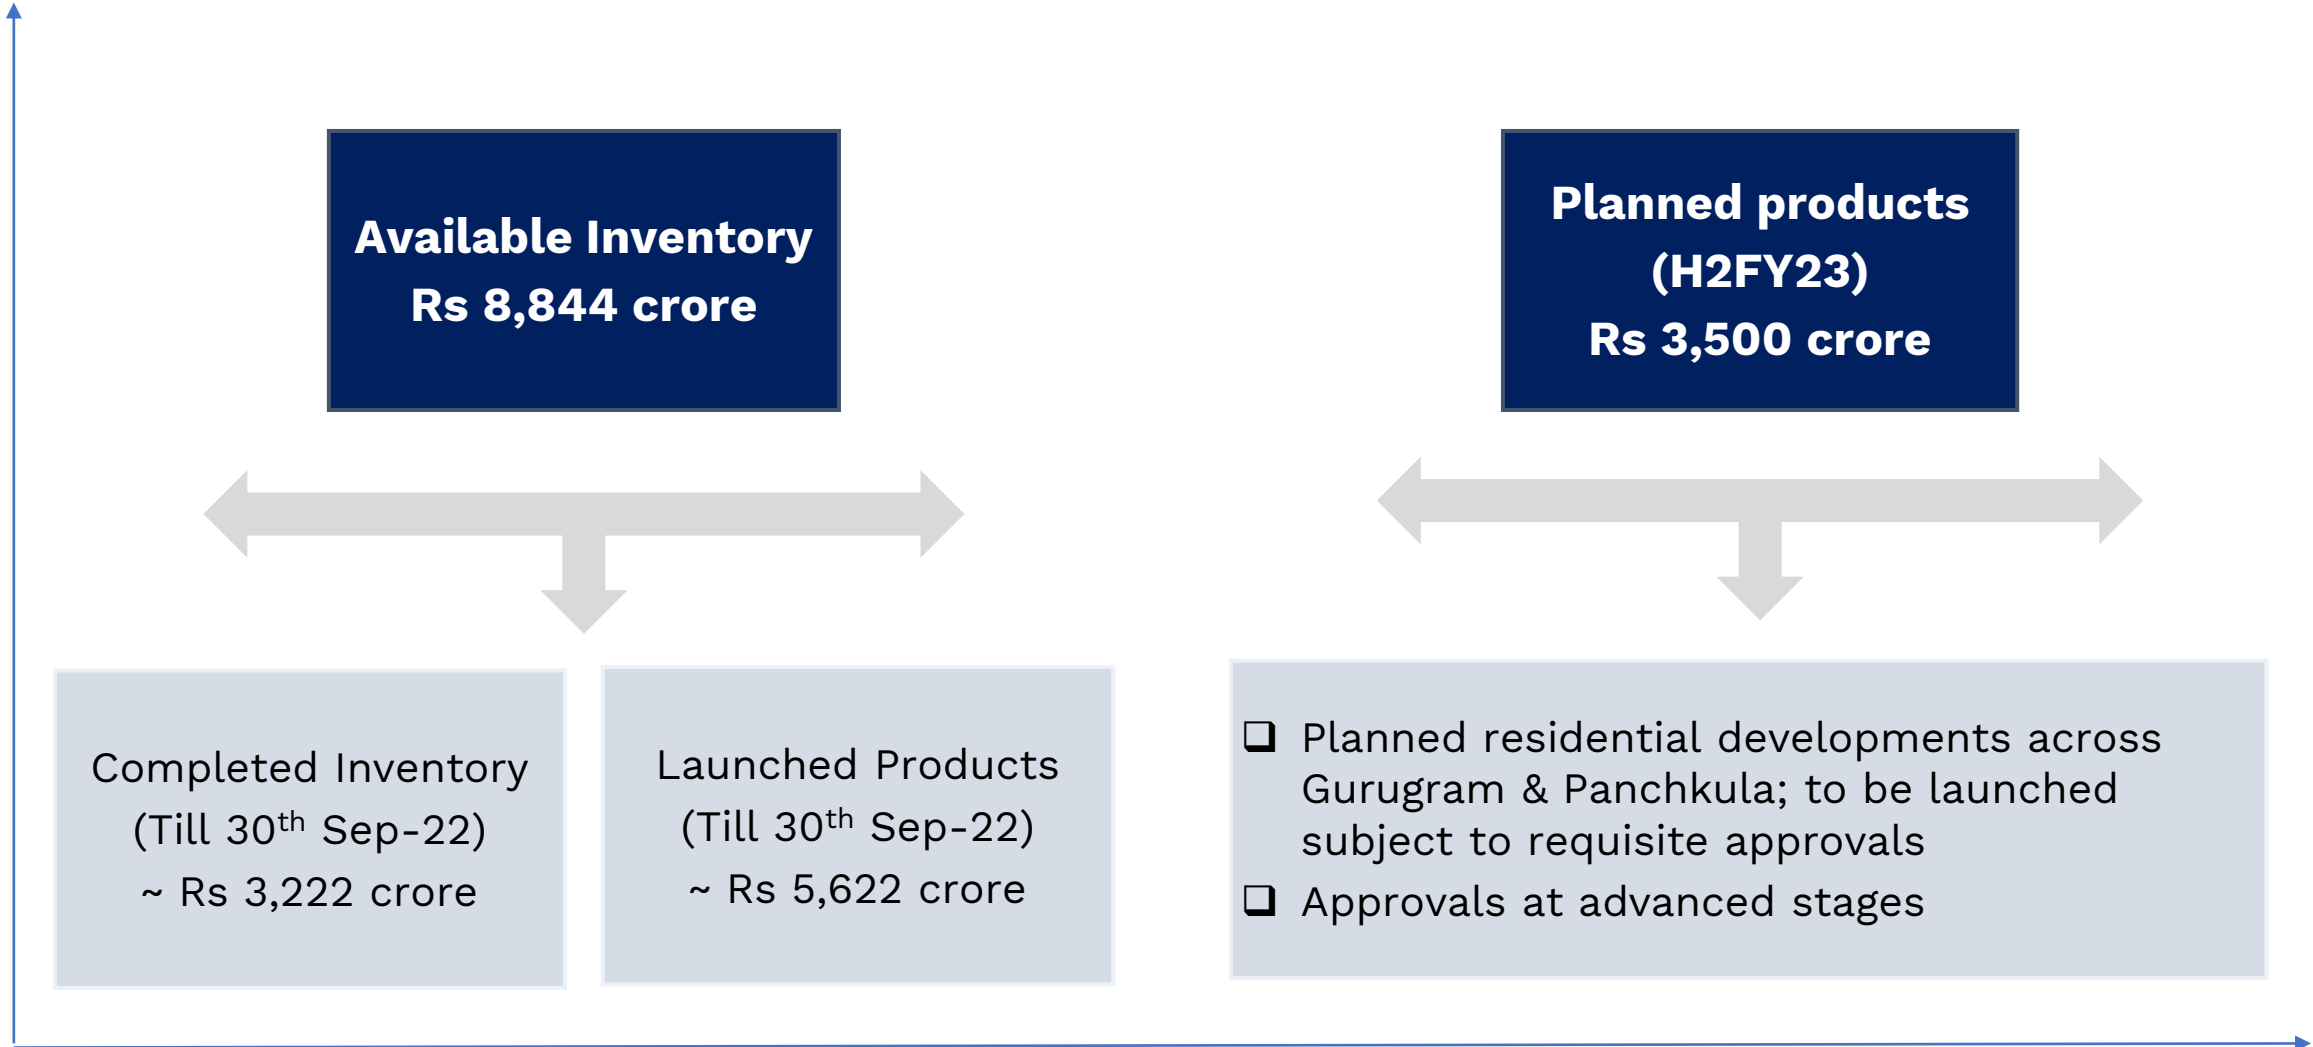 Available Inventory
Rs 8,844 crore
Planned products
(H2FY23)
Rs 3,500 crore
Completed Inventory
(Till 30th Sep-22)
~ Rs 3,222 crore
Launched Products
(Till 30th Sep-22)
~ Rs 5,622 crore
❑ Planned residential developments across
Gurugram & Panchkula; to be launched
subject to requisite approvals
❑ Approvals at advanced stages